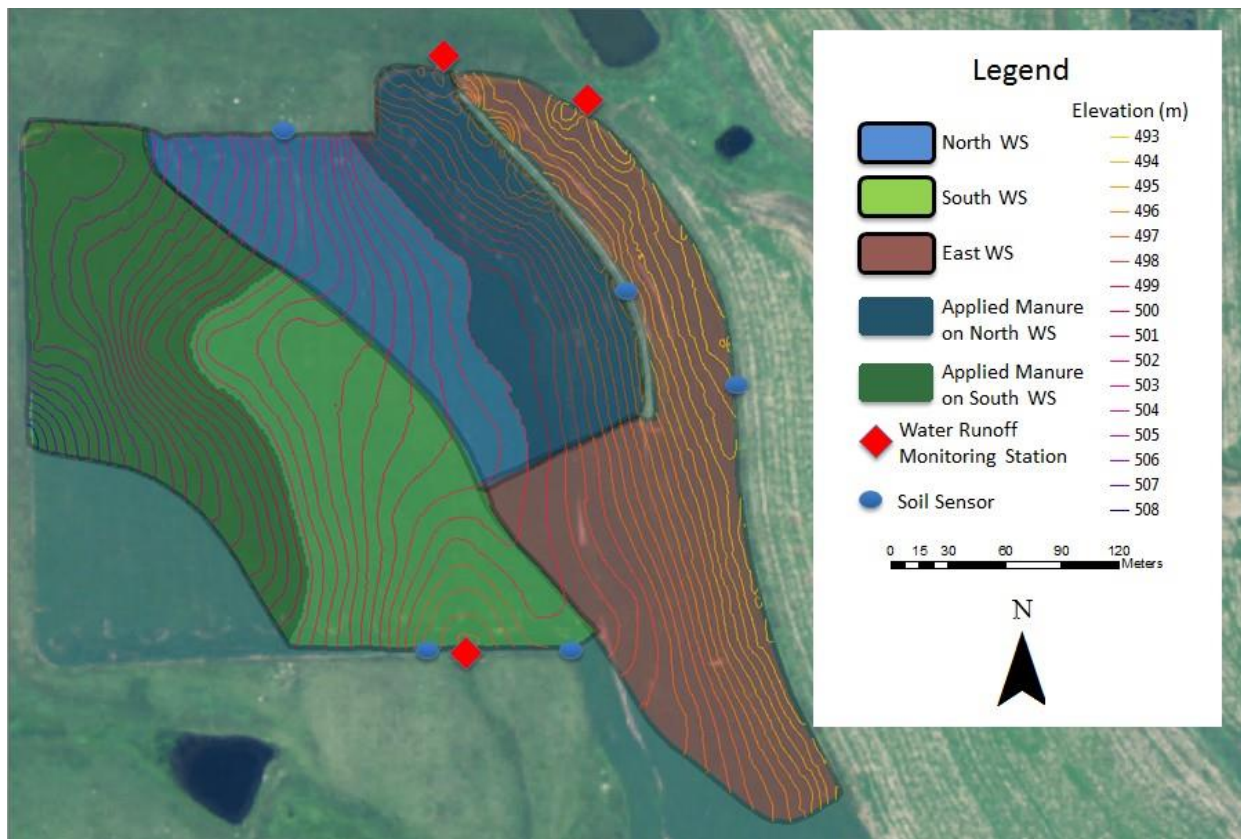 Legend
North WS
South WS
East WS
Applied Manure
on North WS
Applied Manure
on South WS
Water Runoff
Monitoring Station
Soil Sensor
Elevation (m)
493
494
495
496
497
498
499
500
501
502
503
504
505
506
507
508
0 15 30 60 90 120
Meters
N